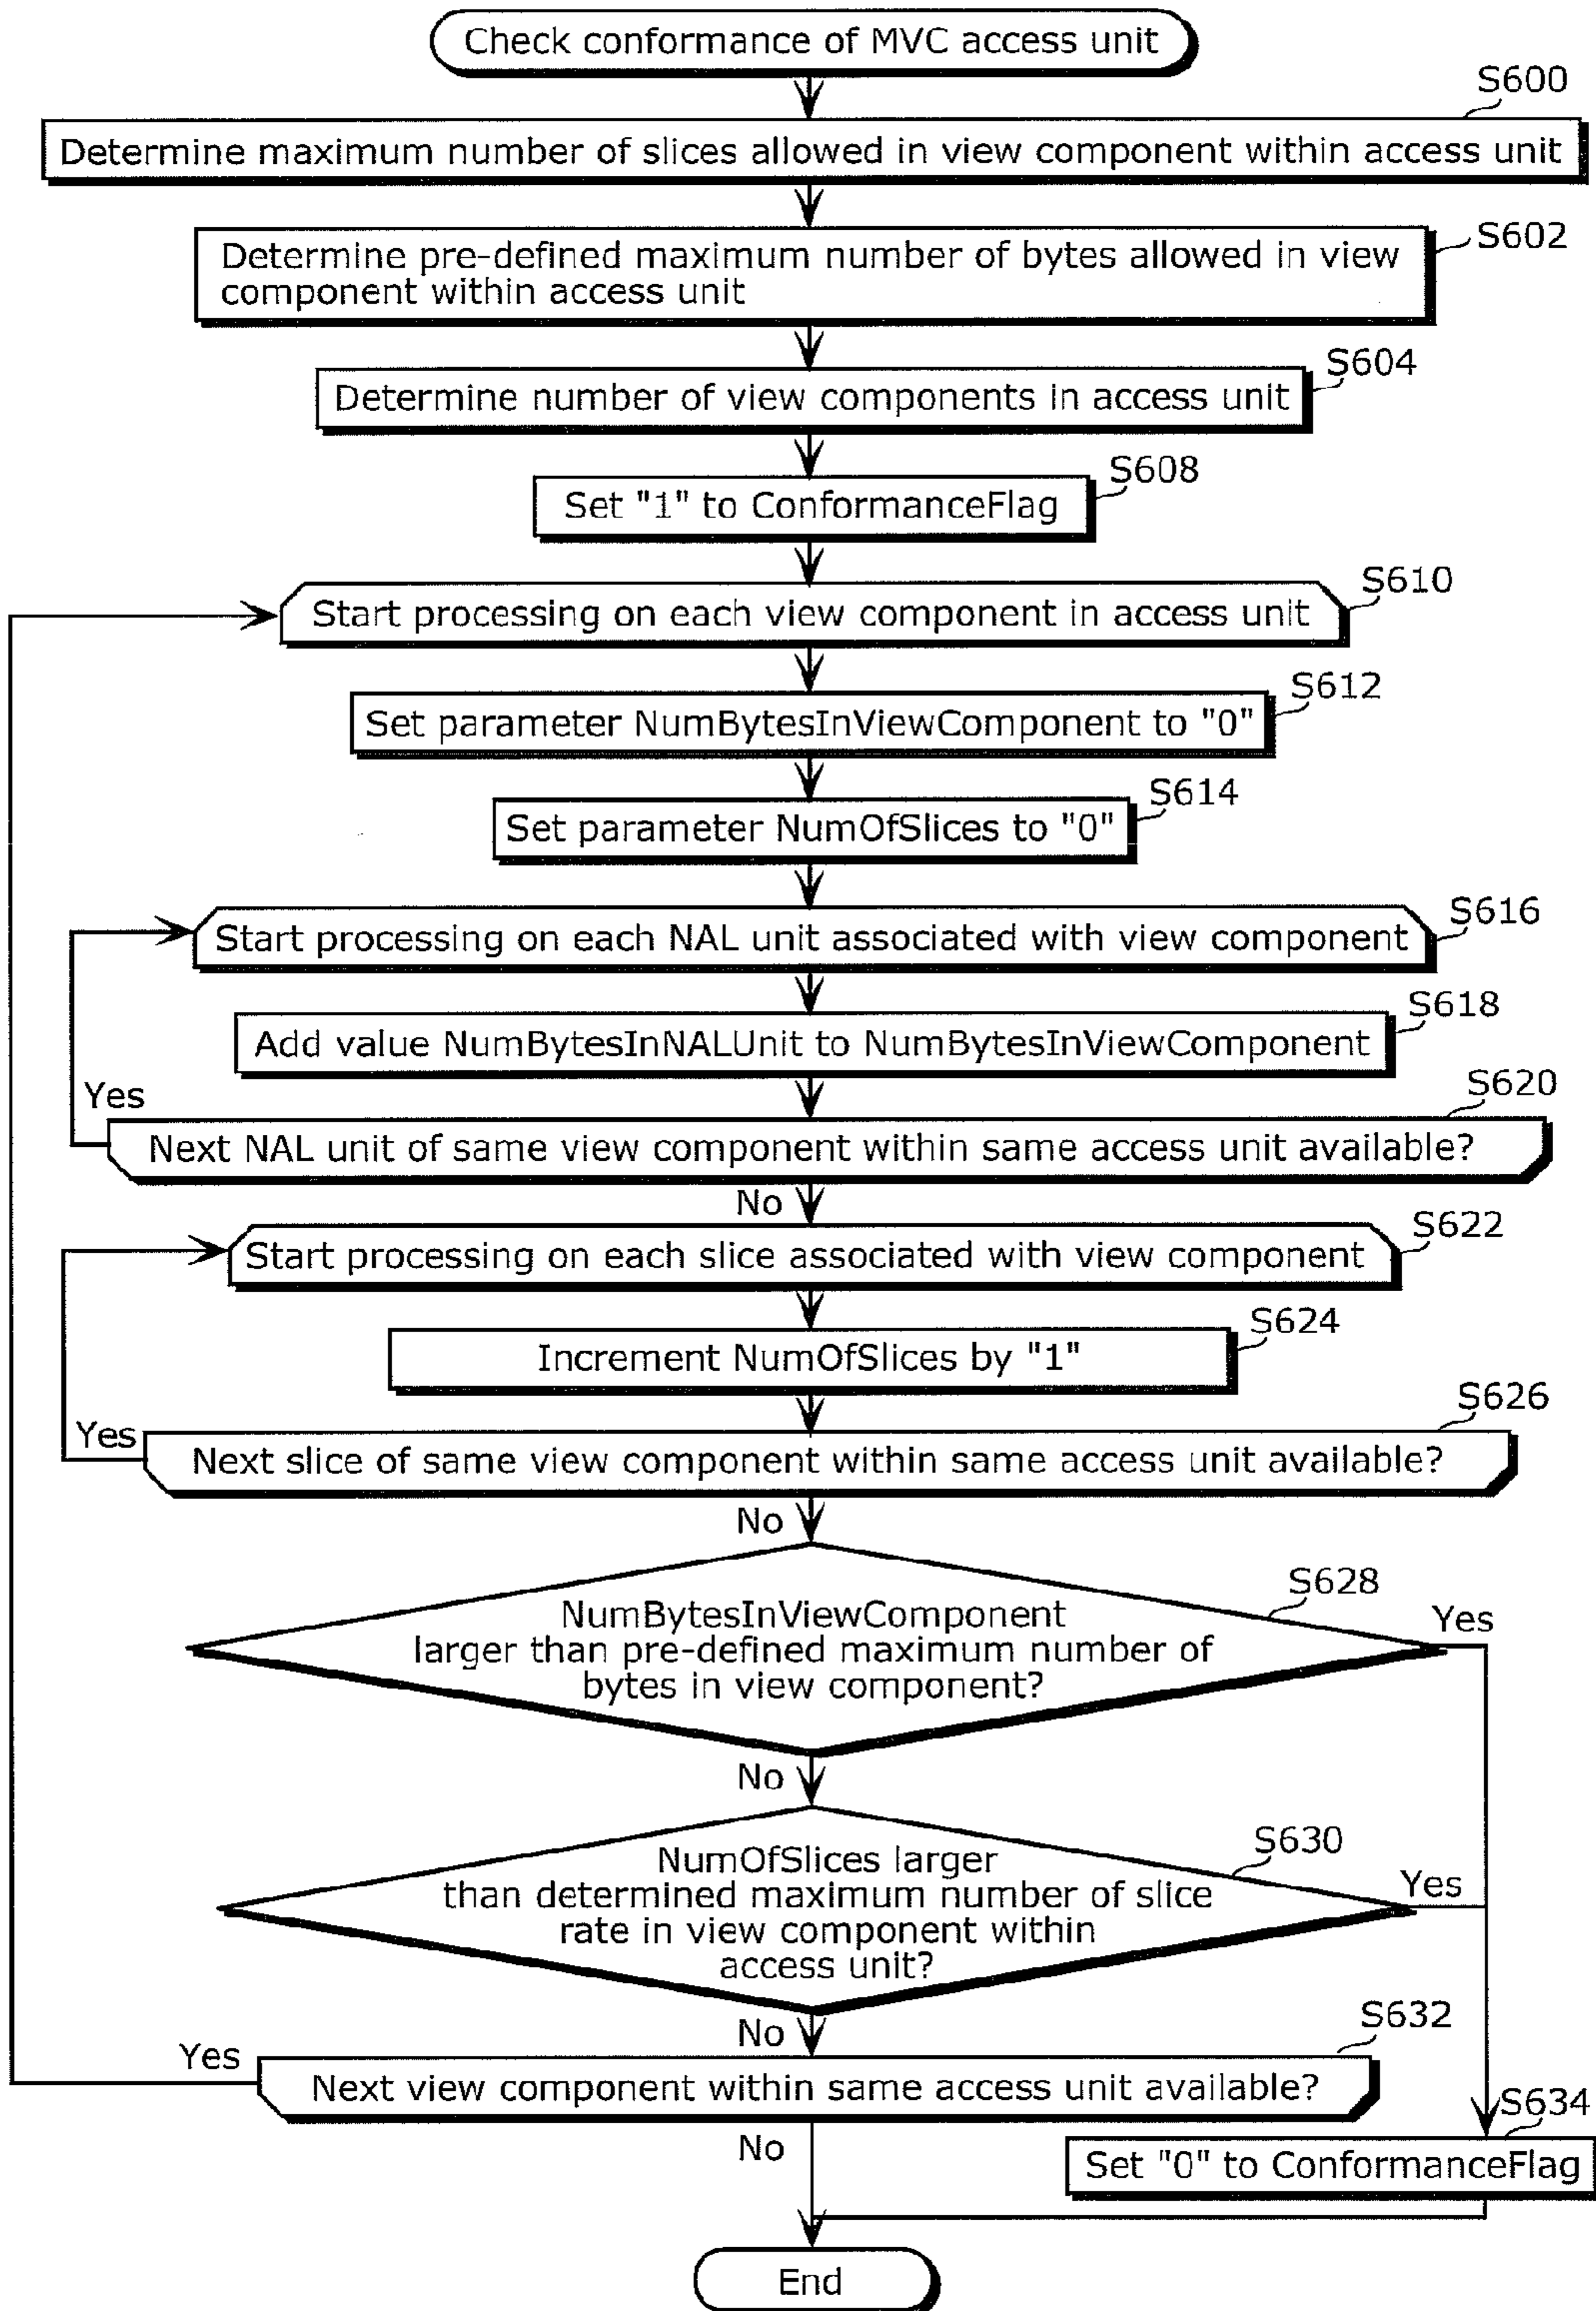 Check conformance of MVC access unit
S600
Determine maximum number of slices allowed in view component within access unit
S602
Determine pre-defined maximum number of bytes allowed in view
component within access unit
S604
Determine number of view components in access unit
S608
Set "1" to ConformanceFlag
S610
Start processing on each view component in access unit
S612
Set parameter NumBytesInViewComponent to "0"
S614
Set parameter NumOfSlices to "0"
S616
Start processing on each NAL unit associated with view component
S618
Add value NumBytesInNALUnit to NumBytesInViewComponent
Yes
S620
Next NAL unit of same view component within same access unit available?
No
S622
Start processing on each slice associated with view component
S624
Increment NumOfSlices by "1"
S626
Yes
Next slice of same view component within same access unit available?
No
S628
NumBytesInViewComponent
Yes
larger than pre-defined maximum number of
bytes in view component?
No
S630
NumOfSlices larger
Yes
than determined maximum number of slice
rate in view component within
access unit?
No
S632
Yes
Next view component within same access unit available?
S634
No
Set "0" to ConformanceFlag
End